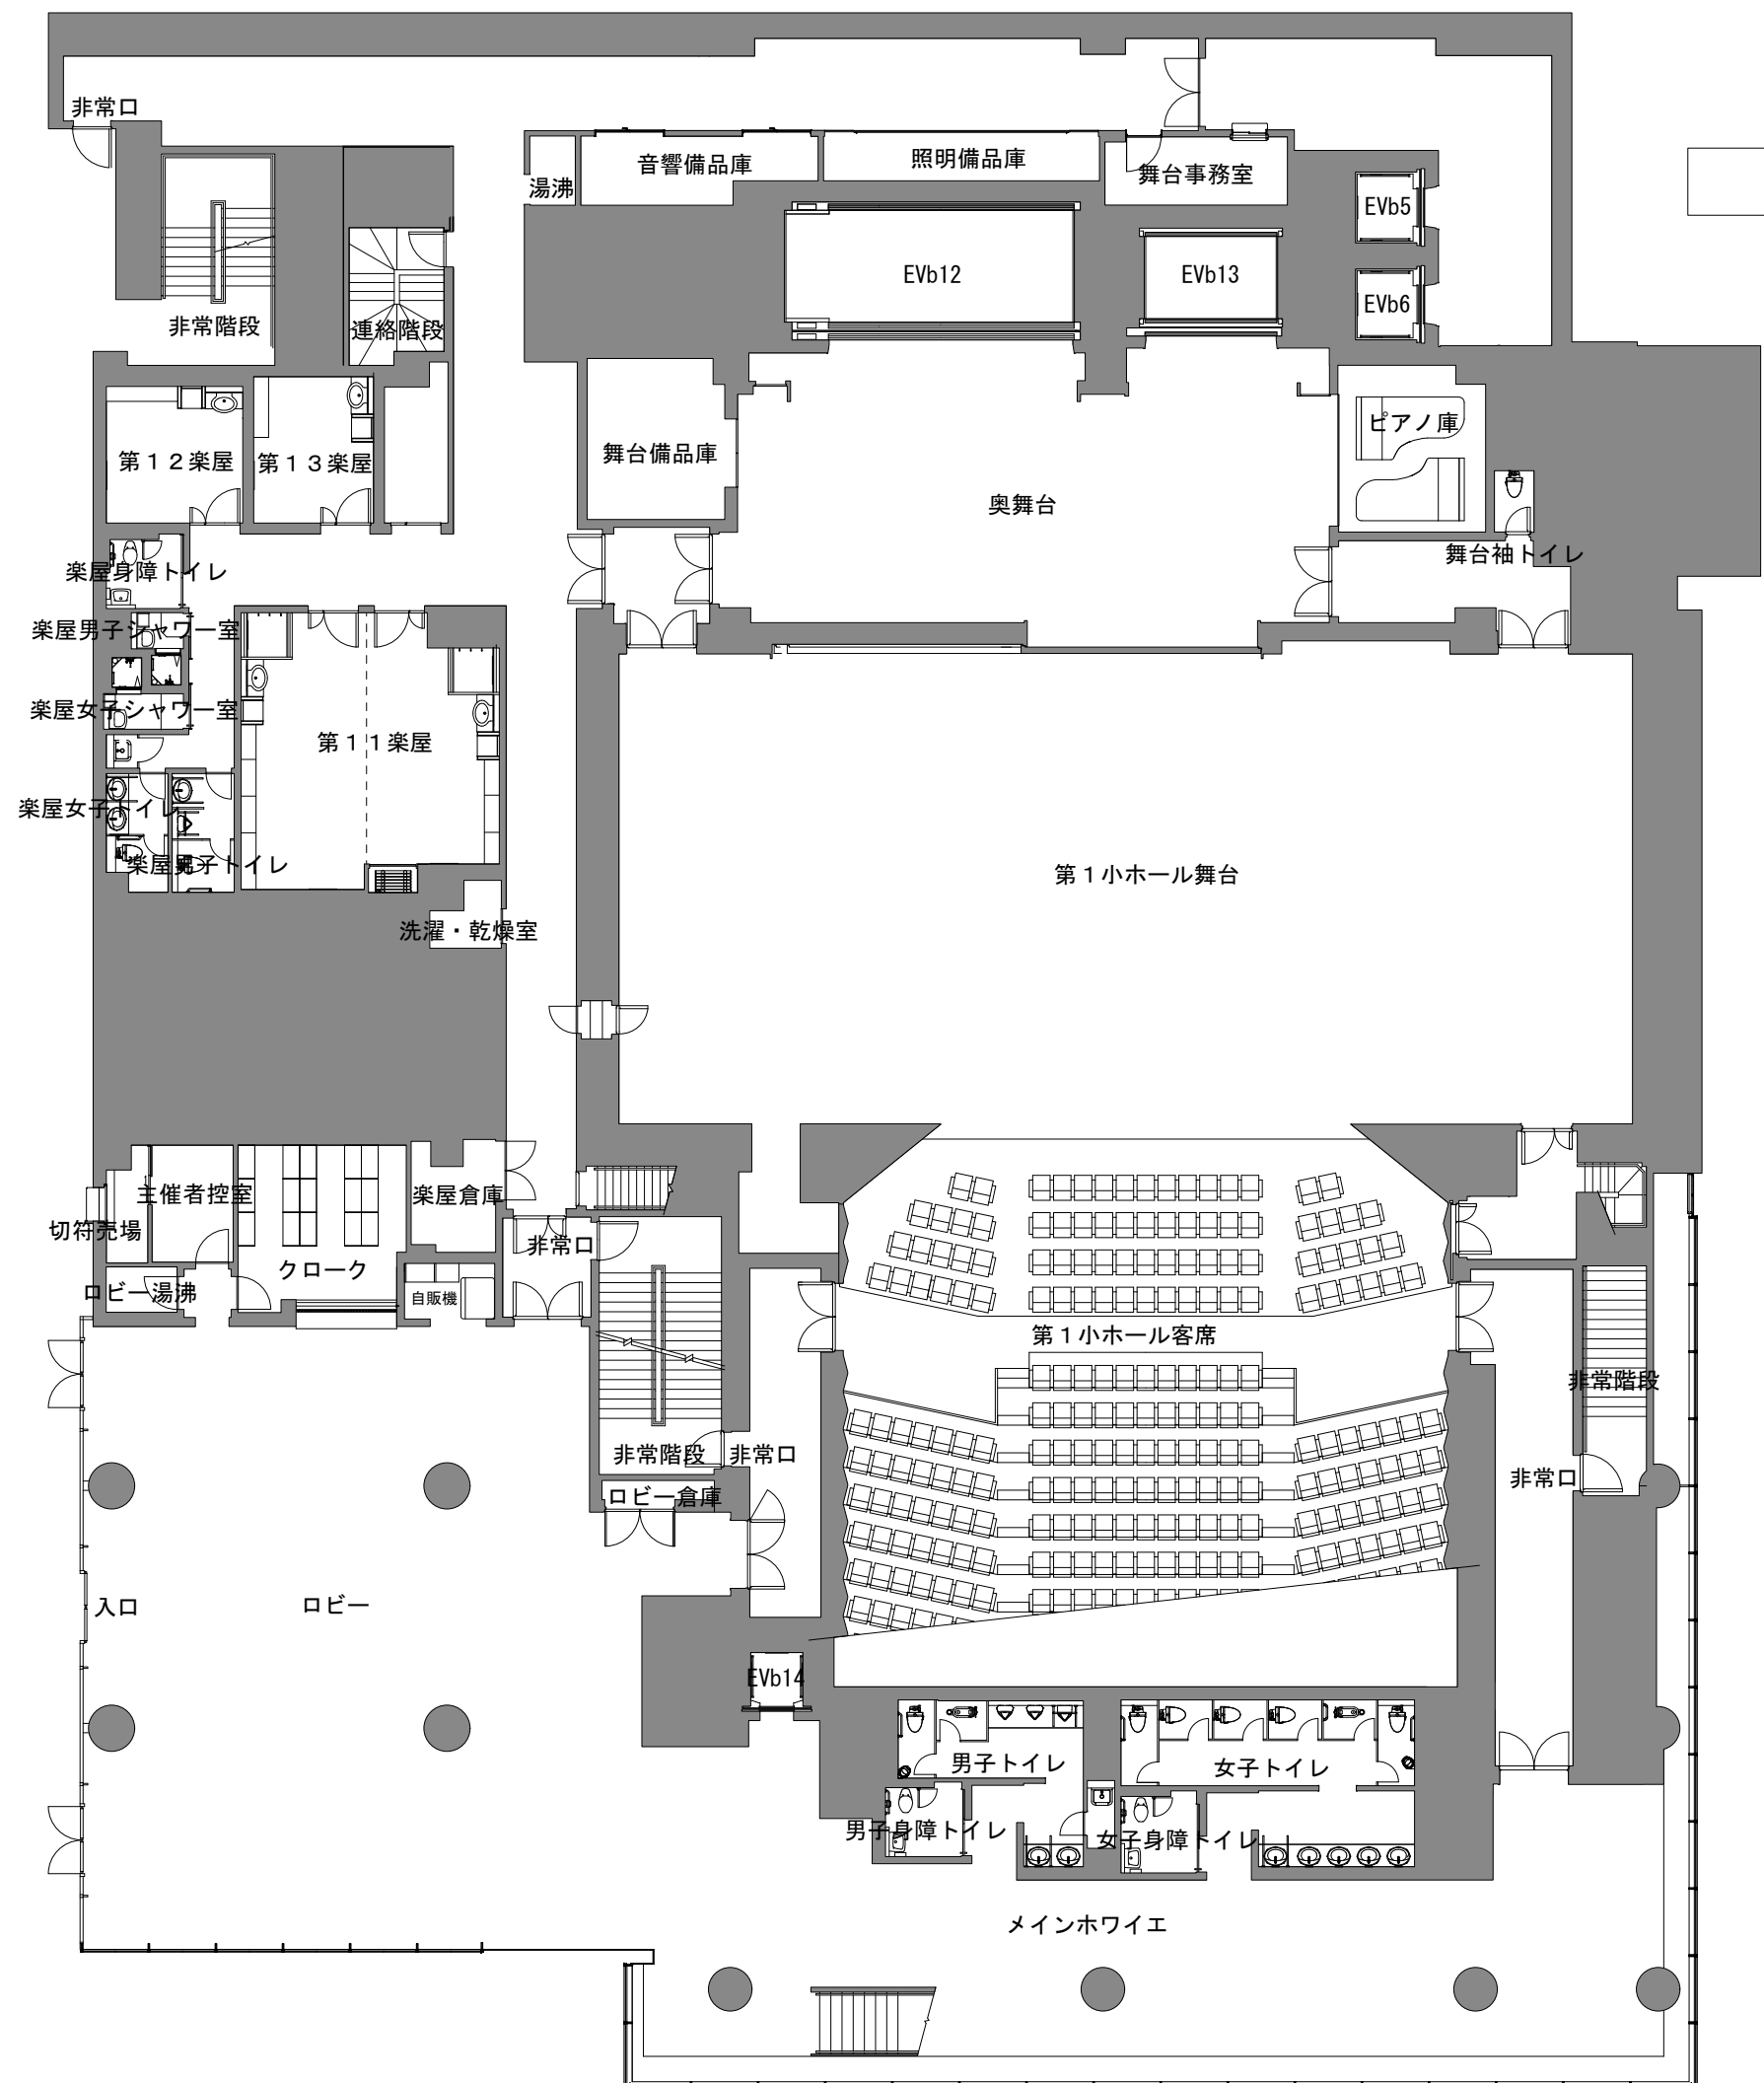 非常口
音響備品庫
照明備品庫
舞台事務室
湯沸
EVb5
EVb12
EVb13
EVb6
非常階段
連絡階段
ピアノ庫
舞台備品庫
第12楽屋
第13楽屋
奥舞台
舞台袖トイレ
楽屋身障トイレ
楽屋男子シャワー室
楽屋女子シャワー室
第11楽屋
楽屋女子トイレ
楽屋男子トイレ
第1小ホール舞台
洗濯・乾燥室
主催者控室
楽屋倉庫
切符売場
非常口
クローク
ロビー湯沸
自販機
第1小ホール客席
非常階段
非常階段
非常口
非常口
ロビー倉庫
入口
ロビー
EVb14
男子トイレ
女子トイレ
男子身障トイレ
女子身障トイレ
メインホワイエ